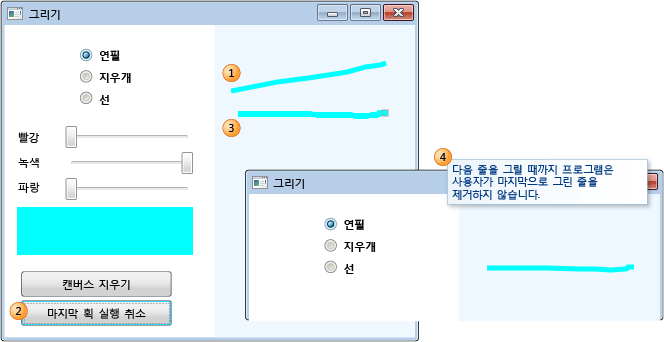 그리기
연필
지우개
선
빨강
녹색
파랑
캔버스 지우기
2
마지막 획 실행 취소
1
3
4
다음 줄을 그릴 때까지 프로그램은
사용자가 마지막으로 그린 줄을
제거하지 않습니다.
그리기
연필
지우개
선